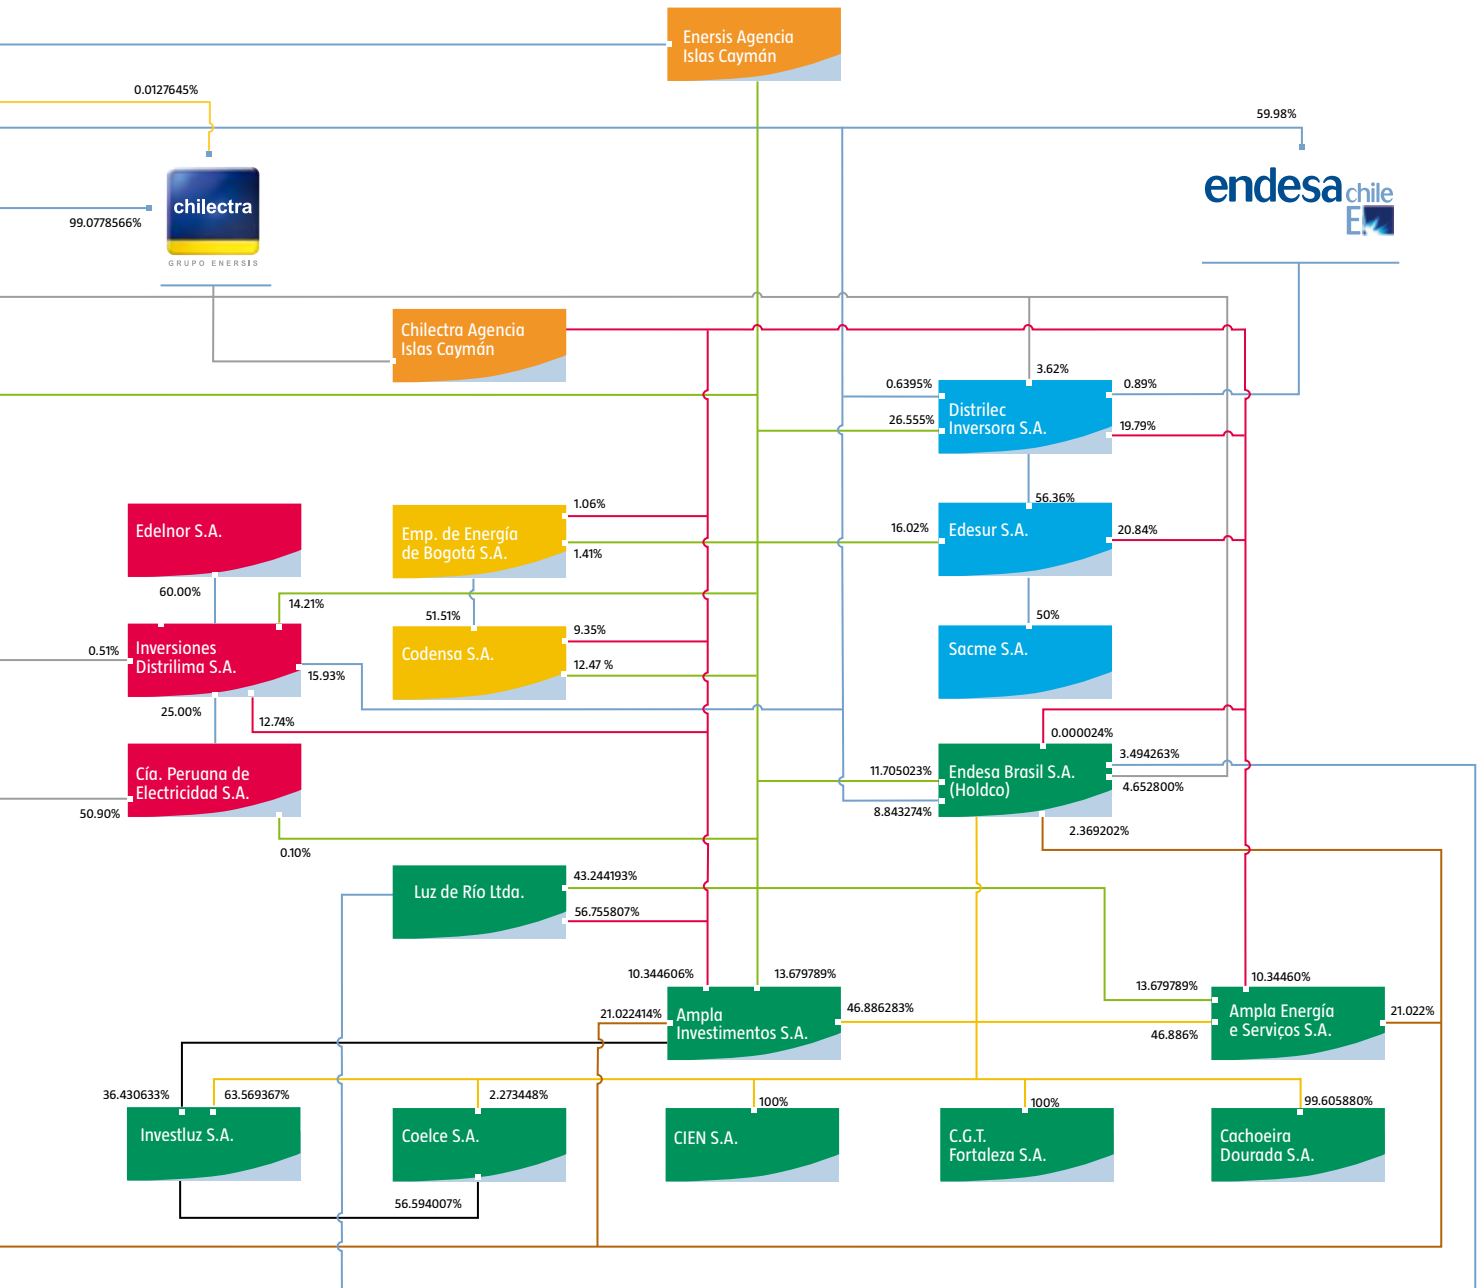 Enersis Agencia
Islas Caymán
0.0127645%
59.98%
chilectra
GRUPO ENERSIS
99.0778566%
endesa chile
E
Chilectra Agencia
Islas Caymán
3.62%
0.6395%
0.89%
Distrilec
Inversora S.A.
26.555%
19.79%
56.36%
1.06%
Edelnor S.A.
Emp. de Energía
de Bogotá S.A.
1.41%
16.02%
Edesur S.A.
20.84%
60.00%
14.21%
51.51%
50%
0.51%
Inversiones
Distrilima S.A.
15.93%
9.35%
Codensa S.A.
12.47 %
Sacme S.A.
25.00%
12.74%
0.000024%
3.494263%
Cía. Peruana de
Electricidad S.A.
11.705023%
Endesa Brasil S.A.
(Holdco)
4.652800%
50.90%
8.843274%
2.369202%
0.10%
43.244193%
Luz de Río Ltda.
56.755807%
10.344606%
13.679789%
10.34460%
13.679789%
21.022414%
Ampla
Investimentos S.A.
46.886283%
46.886%
Ampla Energía
e Serviços S.A.
21.022%
36.430633%
63.569367%
2.273448%
100%
100%
99.605880%
Investluz S.A.
Coelce S.A.
CIEN S.A.
C.G.T.
Fortaleza S.A.
Cachoeira
Dourada S.A.
56.594007%